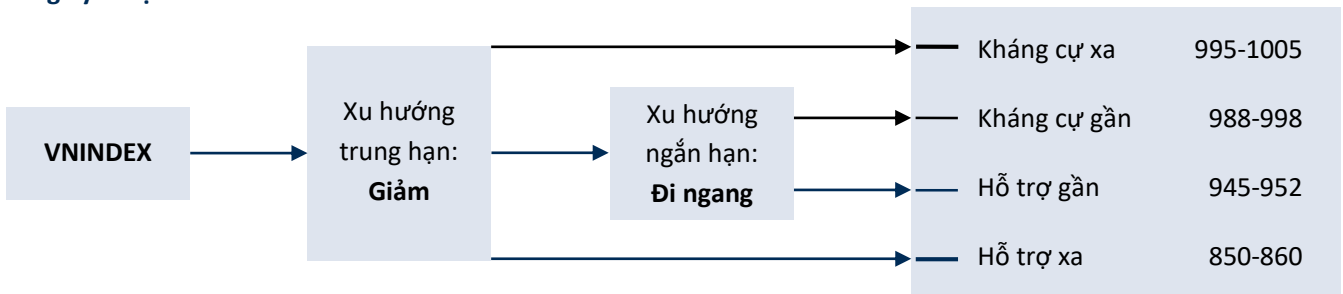 VNINDEX
Xu hướng
trung hạn:
Giảm
Xu hướng
ngắn hạn:
Đi ngang
Kháng cự xa 995-1005
Kháng cự gần 988-998
Hỗ trợ gần 945-952
Hỗ trợ xa 850-860